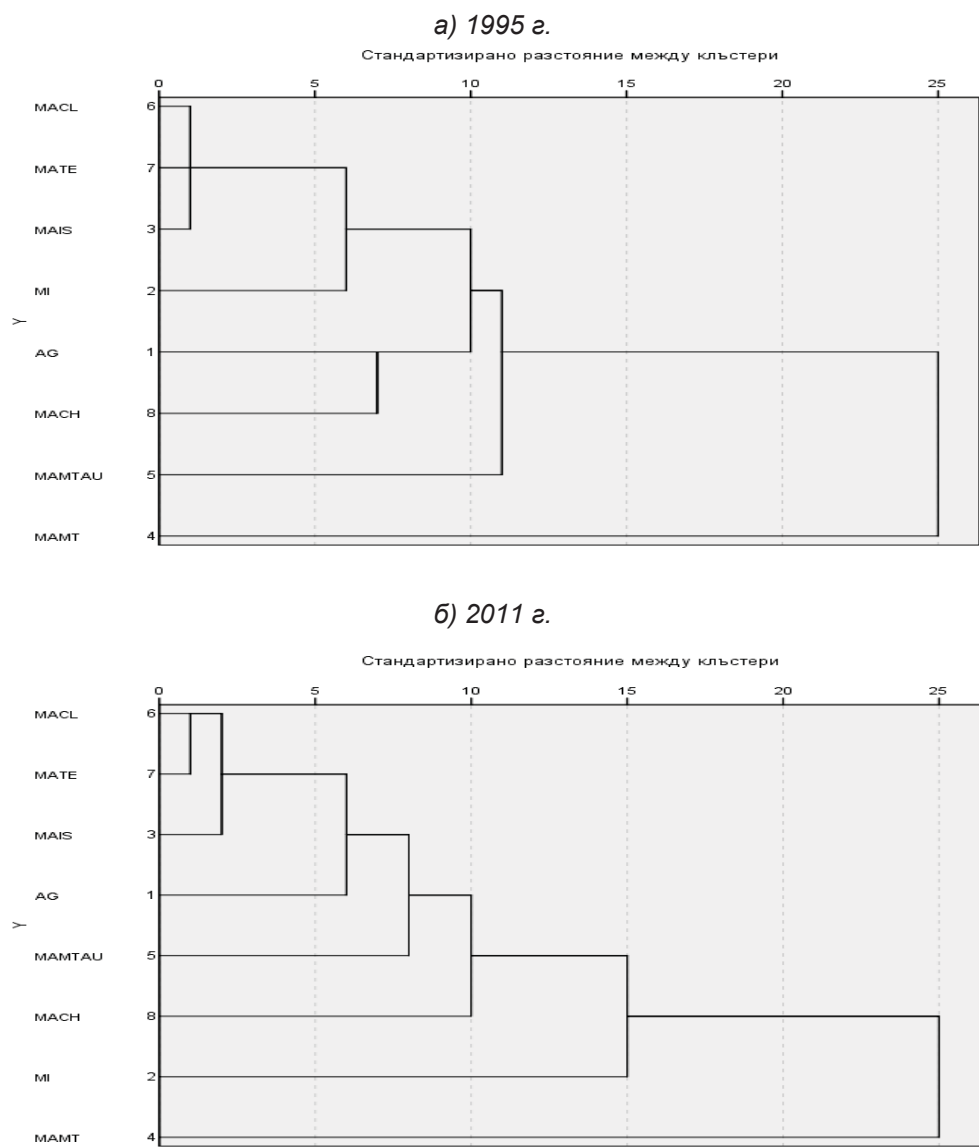 а) 1995 г.
Стандартизирано разстояние между клъстери
0 5 10 15 20 25
MACL 6
MATE 7
MAIS 3
MI 2
Y
AG 1
MACH 8
MAMTAU 5
MAMT 4
б) 2011 г.
Стандартизирано разстояние между клъстери
0 5 10 15 20 25
MACL 6
MATE 7
MAIS 3
AG 1
Y
MAMTAU 5
MACH 8
MI 2
MAMT 4